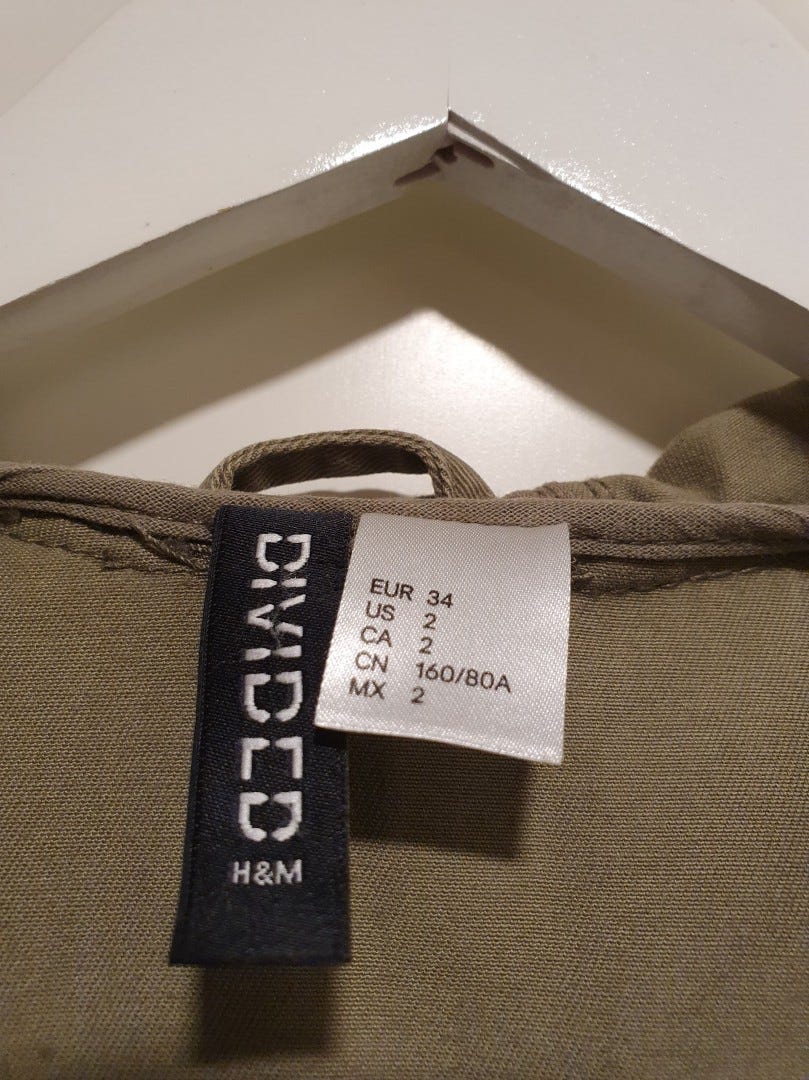 DIVIDED
H&M
EUR 34
US 2
CA 2
CN 160/80A
MX 2